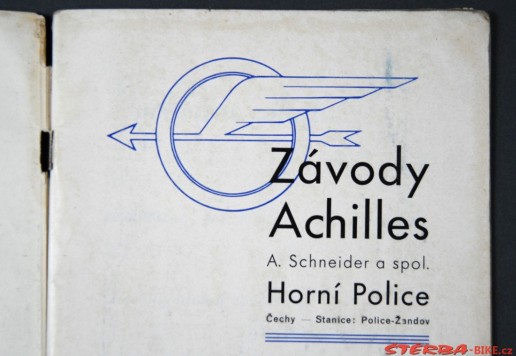 Závody
Achilles
A. Schneider a spol.
Horní Police
Čechy — Stanice: Police-Žandov
STERBA-BIKE.cz